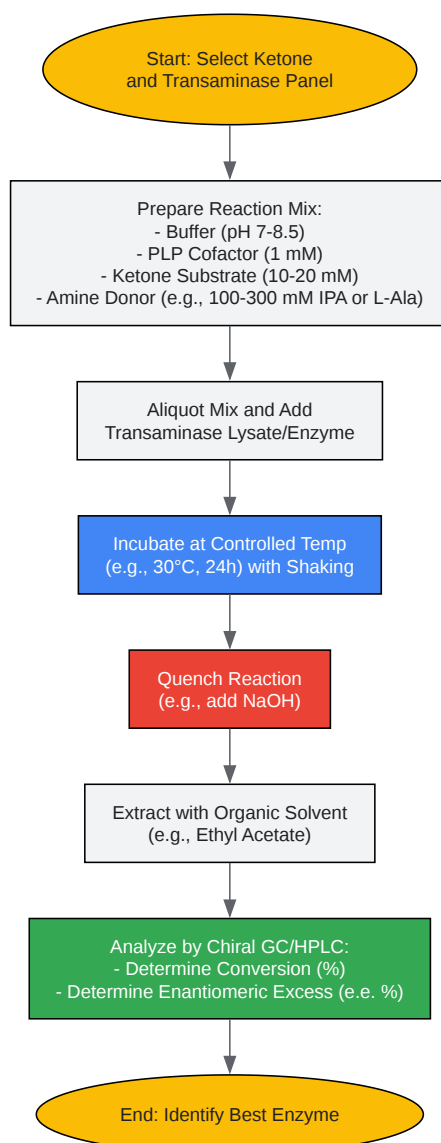 Start: Select Ketone
and Transaminase Panel
Prepare Reaction Mix:
- Buffer (pH 7-8.5)
- PLP Cofactor (1 mM)
- Ketone Substrate (10-20 mM)
- Amine Donor (e.g., 100-300 mM IPA or L-Ala)
Aliquot Mix and Add
Transaminase Lysate/Enzyme
Incubate at Controlled Temp
(e.g., 30°C, 24h) with Shaking
Quench Reaction
(e.g., add NaOH)
Extract with Organic Solvent
(e.g., Ethyl Acetate)
Analyze by Chiral GC/HPLC:
- Determine Conversion (%)
- Determine Enantiomeric Excess (e.e. %)
End: Identify Best Enzyme